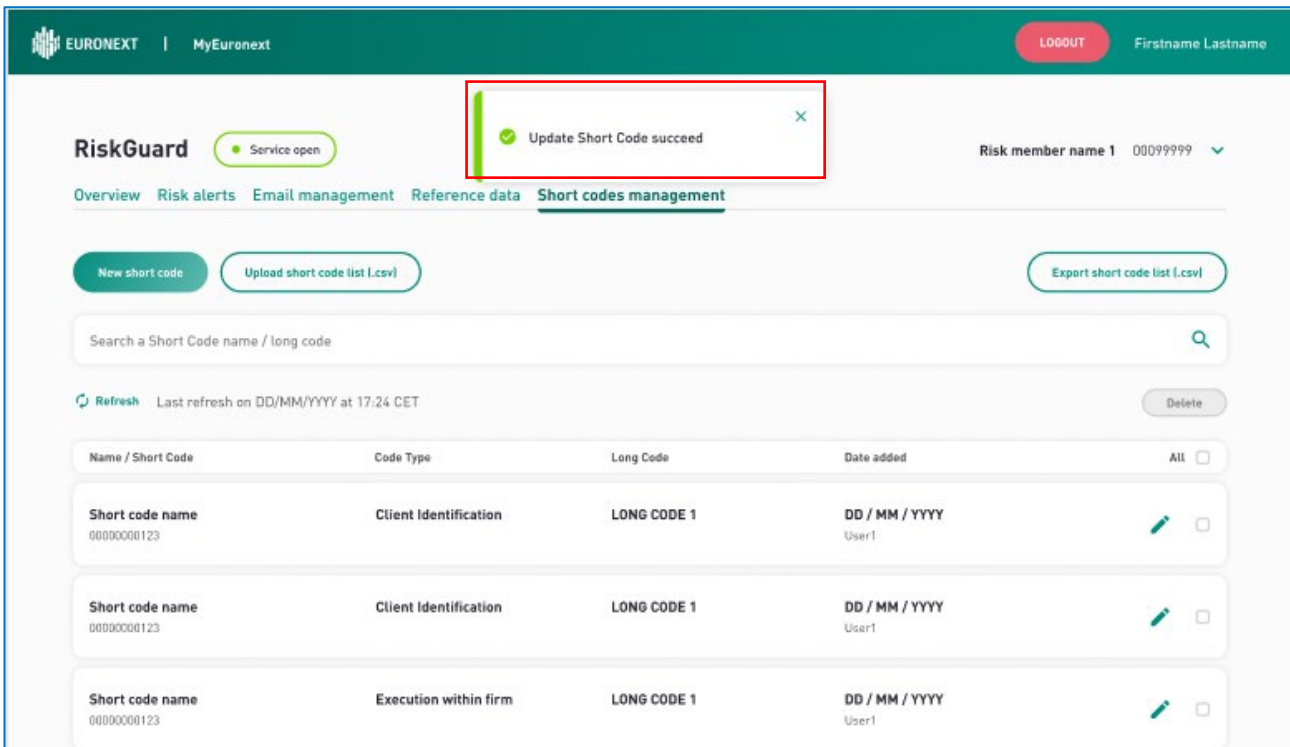 EURONEXT | MyEuronext LOGOUT Firstname Lastname
Update Short Code succeed
RiskGuard Service open Risk member name 1 00099999
Overview Risk alerts Email management Reference data Short codes management
New short code Upload short code list (.csv) Export short code list (.csv)
Search a Short Code name / long code
Refresh Last refresh on DD/MM/YYYY at 17:24 CET Delete
Name / Short Code Code Type Long Code Date added All
Short code name Client Identification LONG CODE 1 DD / MM / YYYY
00000000123 User1
Short code name Client Identification LONG CODE 1 DD / MM / YYYY
00000000123 User1
Short code name Execution within firm LONG CODE 1 DD / MM / YYYY
00000000123 User1